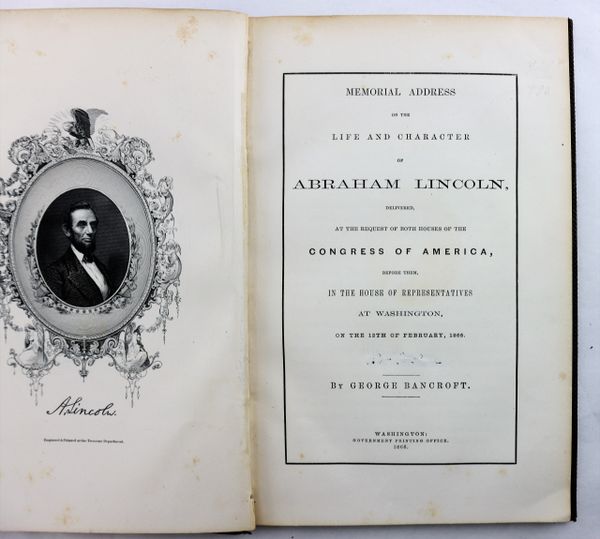 A. Lincoln.
Engraved & Printed at the Treasury Department.
MEMORIAL ADDRESS
ON THE
LIFE AND CHARACTER
OF
ABRAHAM LINCOLN,
DELIVERED,
AT THE REQUEST OF BOTH HOUSES OF THE
CONGRESS OF AMERICA,
BEFORE THEM,
IN THE HOUSE OF REPRESENTATIVES
AT WASHINGTON,
ON THE 12TH OF FEBRUARY, 1866.
BY GEORGE BANCROFT.
WASHINGTON:
GOVERNMENT PRINTING OFFICE.
1866.